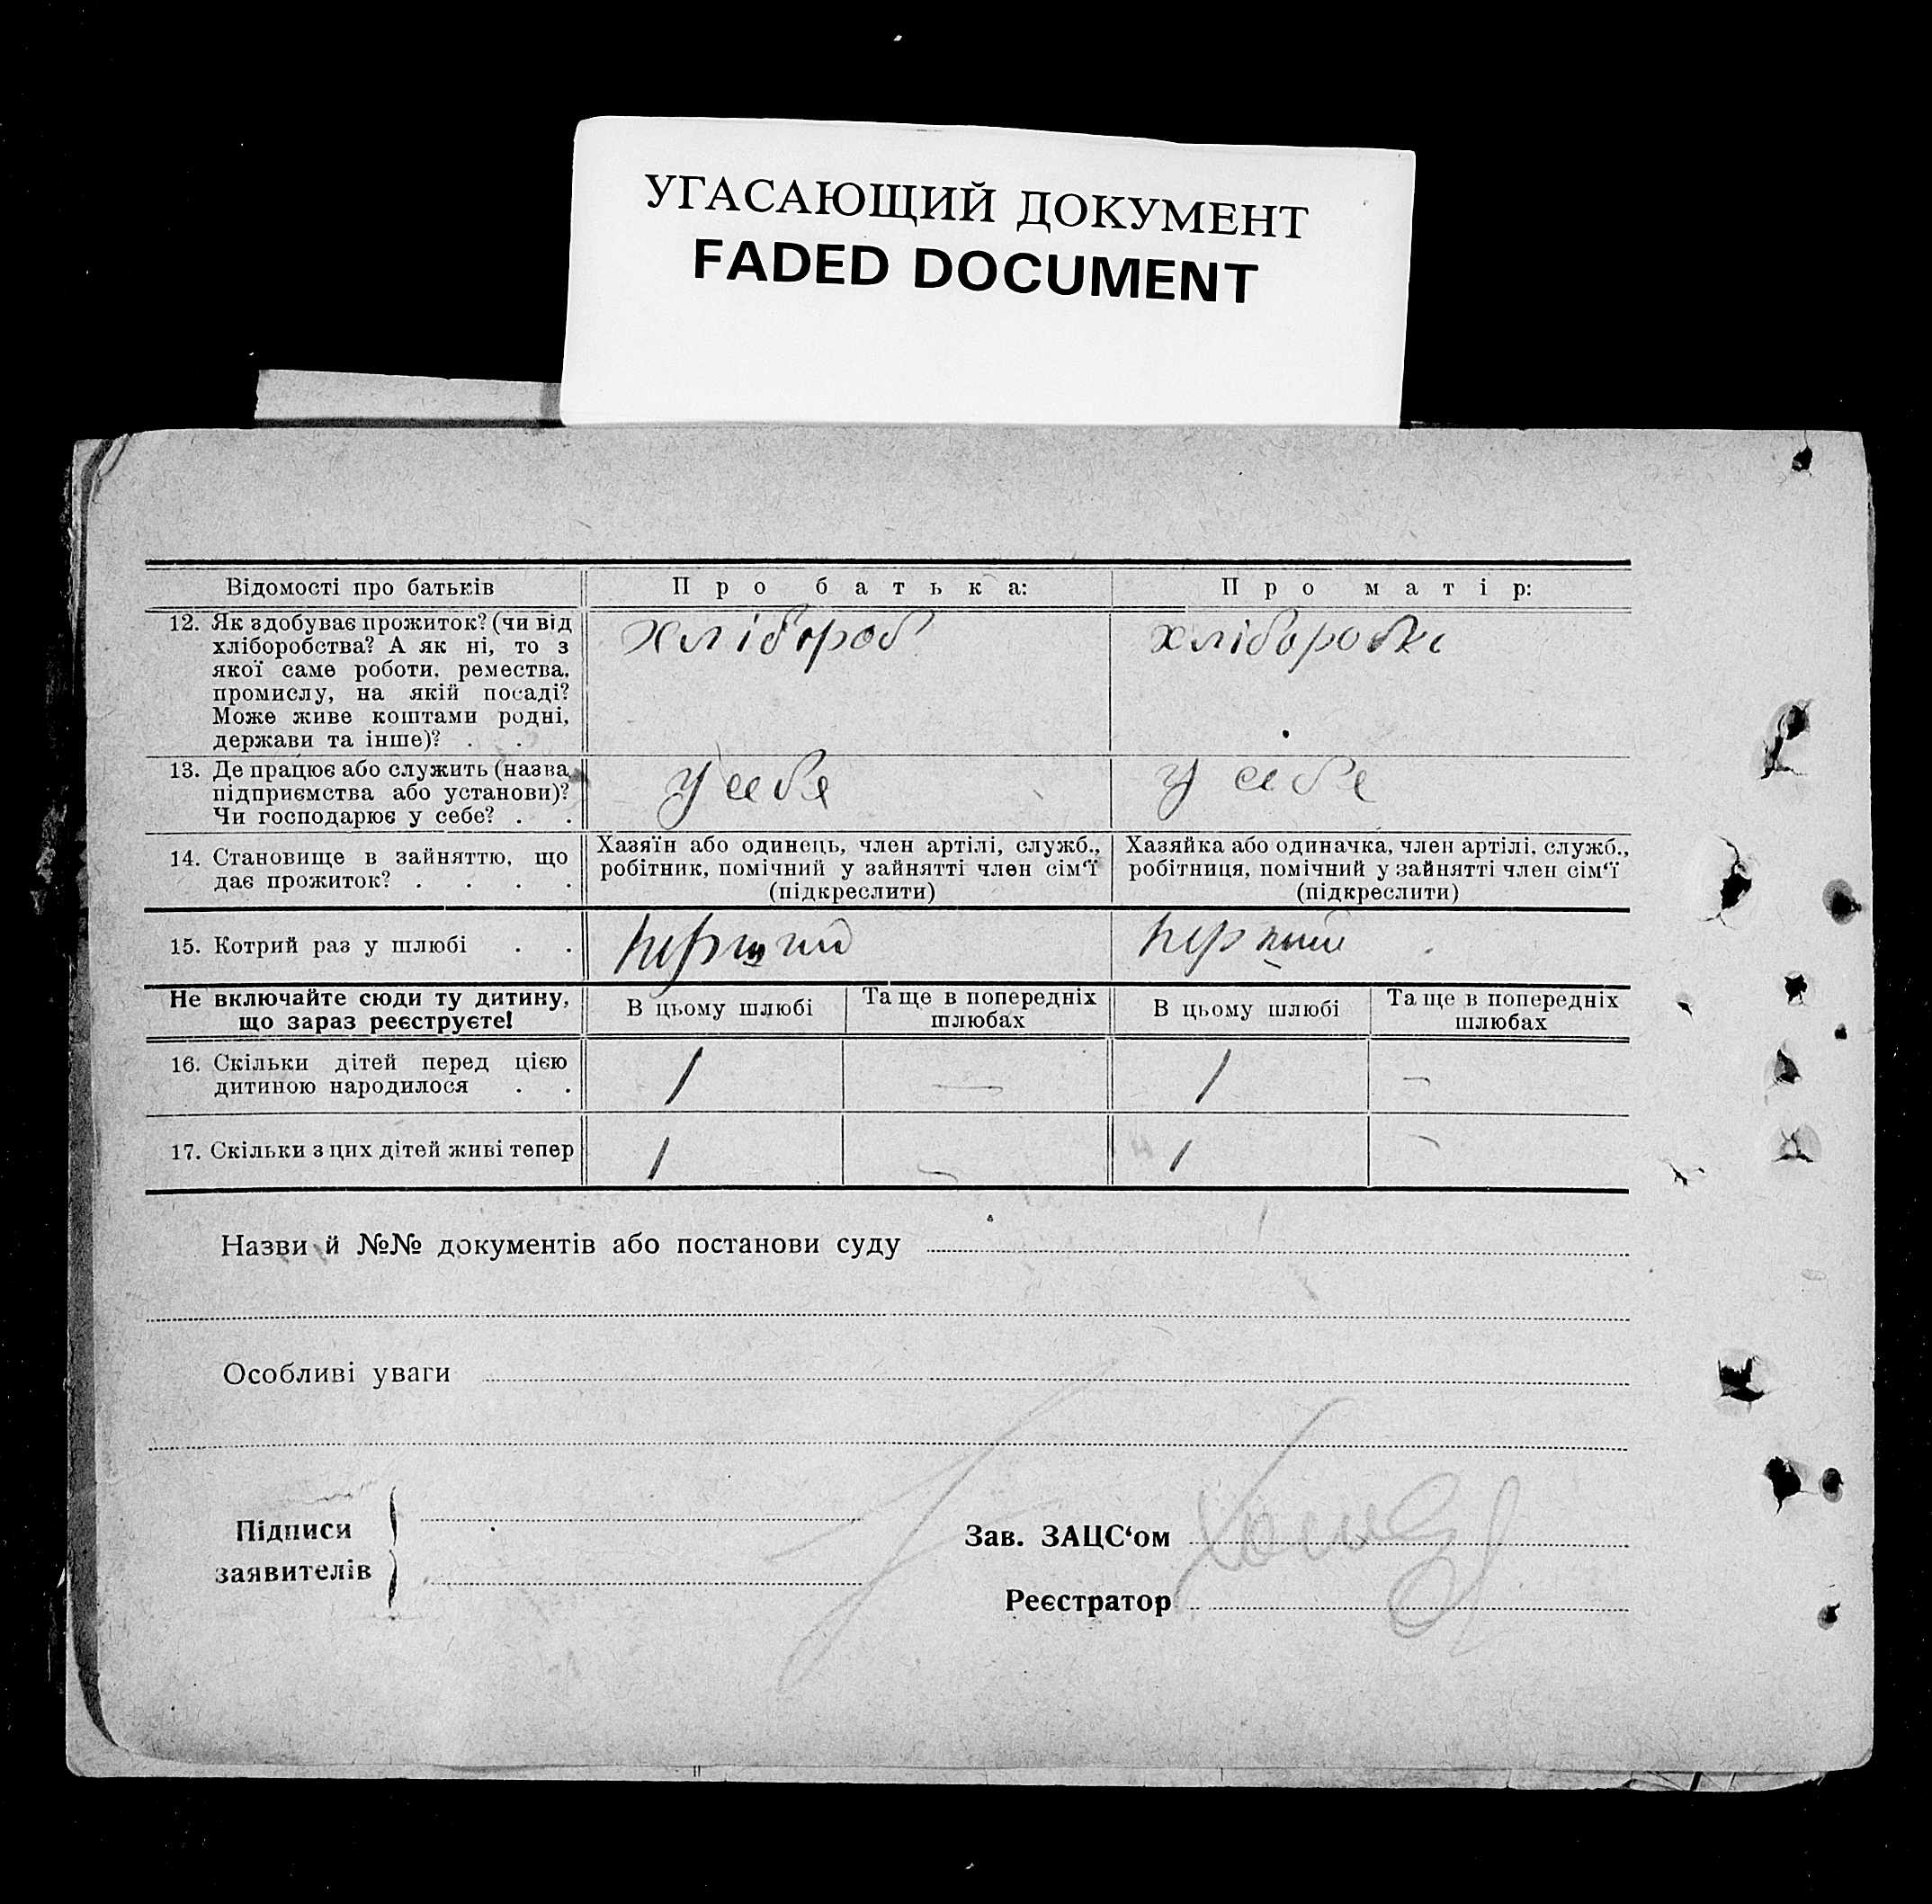 УГАСАЮЩИЙ ДОКУМЕНТ
FADED DOCUMENT
Відомості про батьків
Про батька:
Про матір:
12. Як здобуває прожиток? (чи від
хліборобства? А як ні, то з
якої саме роботи, ремества,
промислу, на якій посаді?
Може живе коштами родні,
держави та інше)? . .
хлібороб
хліборобка
13. Де працює або служить (назва
підприємства або установи)?
Чи господарює у себе? . .
у себе
у себе
14. Становище в зайняттю, що
дає прожиток? . . . .
Хазяїн або одинець, член артілі, служб.,
робітник, помічний у зайнятті член сім'ї
(підкреслити)
Хазяйка або одиначка, член артілі, служб.,
робітниця, помічний у зайнятті член сім'ї
(підкреслити)
15. Котрий раз у шлюбі . .
перший
перший
Не включайте сюди ту дитину,
що зараз реєструєте!
В цьому шлюбі
Та ще в попередніх
шлюбах
В цьому шлюбі
Та ще в попередніх
шлюбах
16. Скільки дітей перед цією
дитиною народилося . .
1
—
1
—
17. Скільки з цих дітей живі тепер
1
—
1
—
Назви й №№ документів або постанови суду
Особливі уваги
Підписи
заявителів
Зав. ЗАЦС'ом
Реєстратор